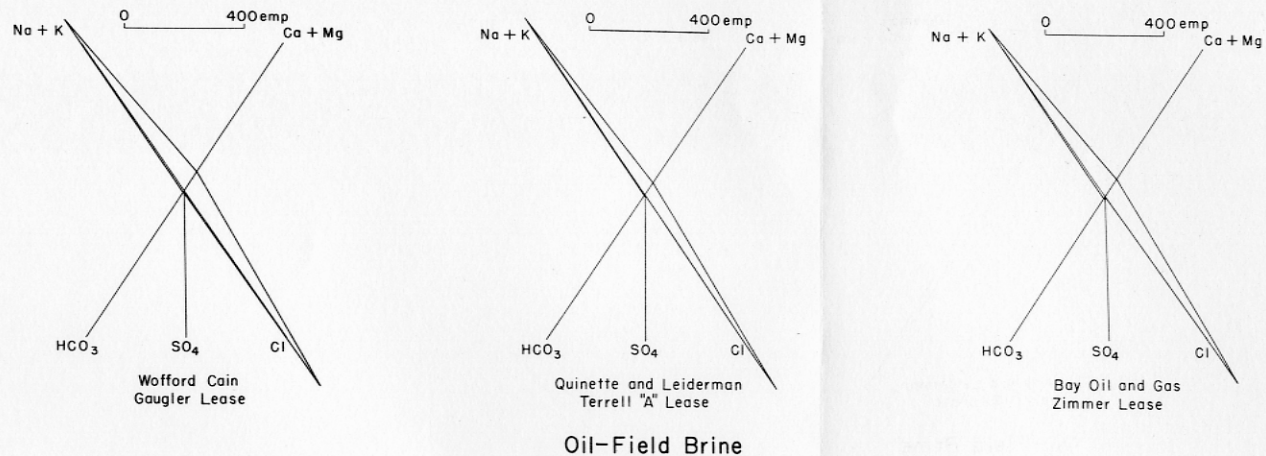 0 400 emp
Na + K
Ca + Mg
HCO3
SO4
Cl
Wofford Cain
Gaugler Lease
0 400 emp
Na + K
Ca + Mg
HCO3
SO4
Cl
Quinette and Leiderman
Terrell "A" Lease
0 400 emp
Na + K
Ca + Mg
HCO3
SO4
Cl
Bay Oil and Gas
Zimmer Lease
Oil-Field Brine